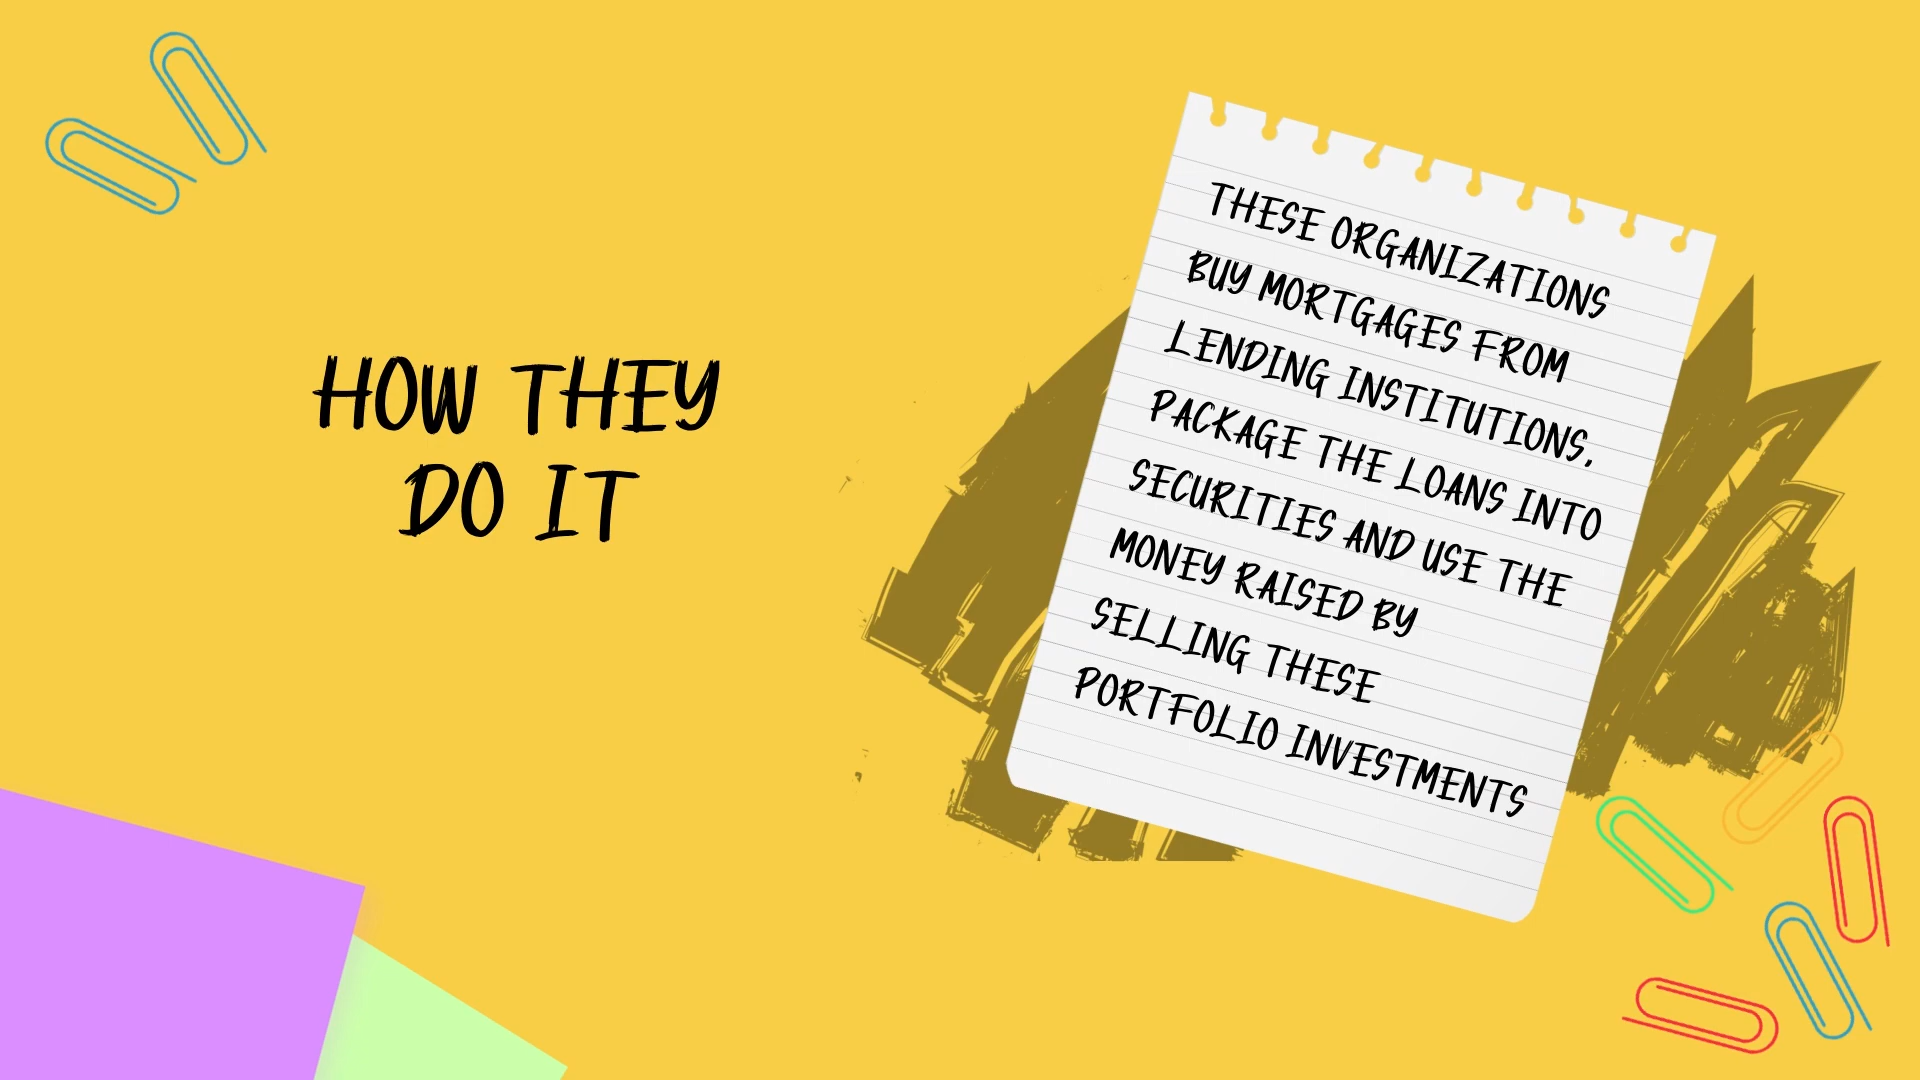 HOW THEY
DO IT
THESE ORGANIZATIONS
BUY MORTGAGES FROM
LENDING INSTITUTIONS,
PACKAGE THE LOANS INTO
SECURITIES AND USE THE
MONEY RAISED BY
SELLING THESE
PORTFOLIO INVESTMENTS